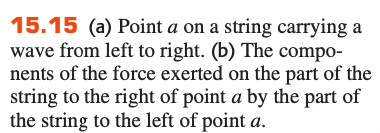 15.15 (a) Point a on a string carrying a
wave from left to right. (b) The compo-
nents of the force exerted on the part of the
string to the right of point a by the part of
the string to the left of point a.